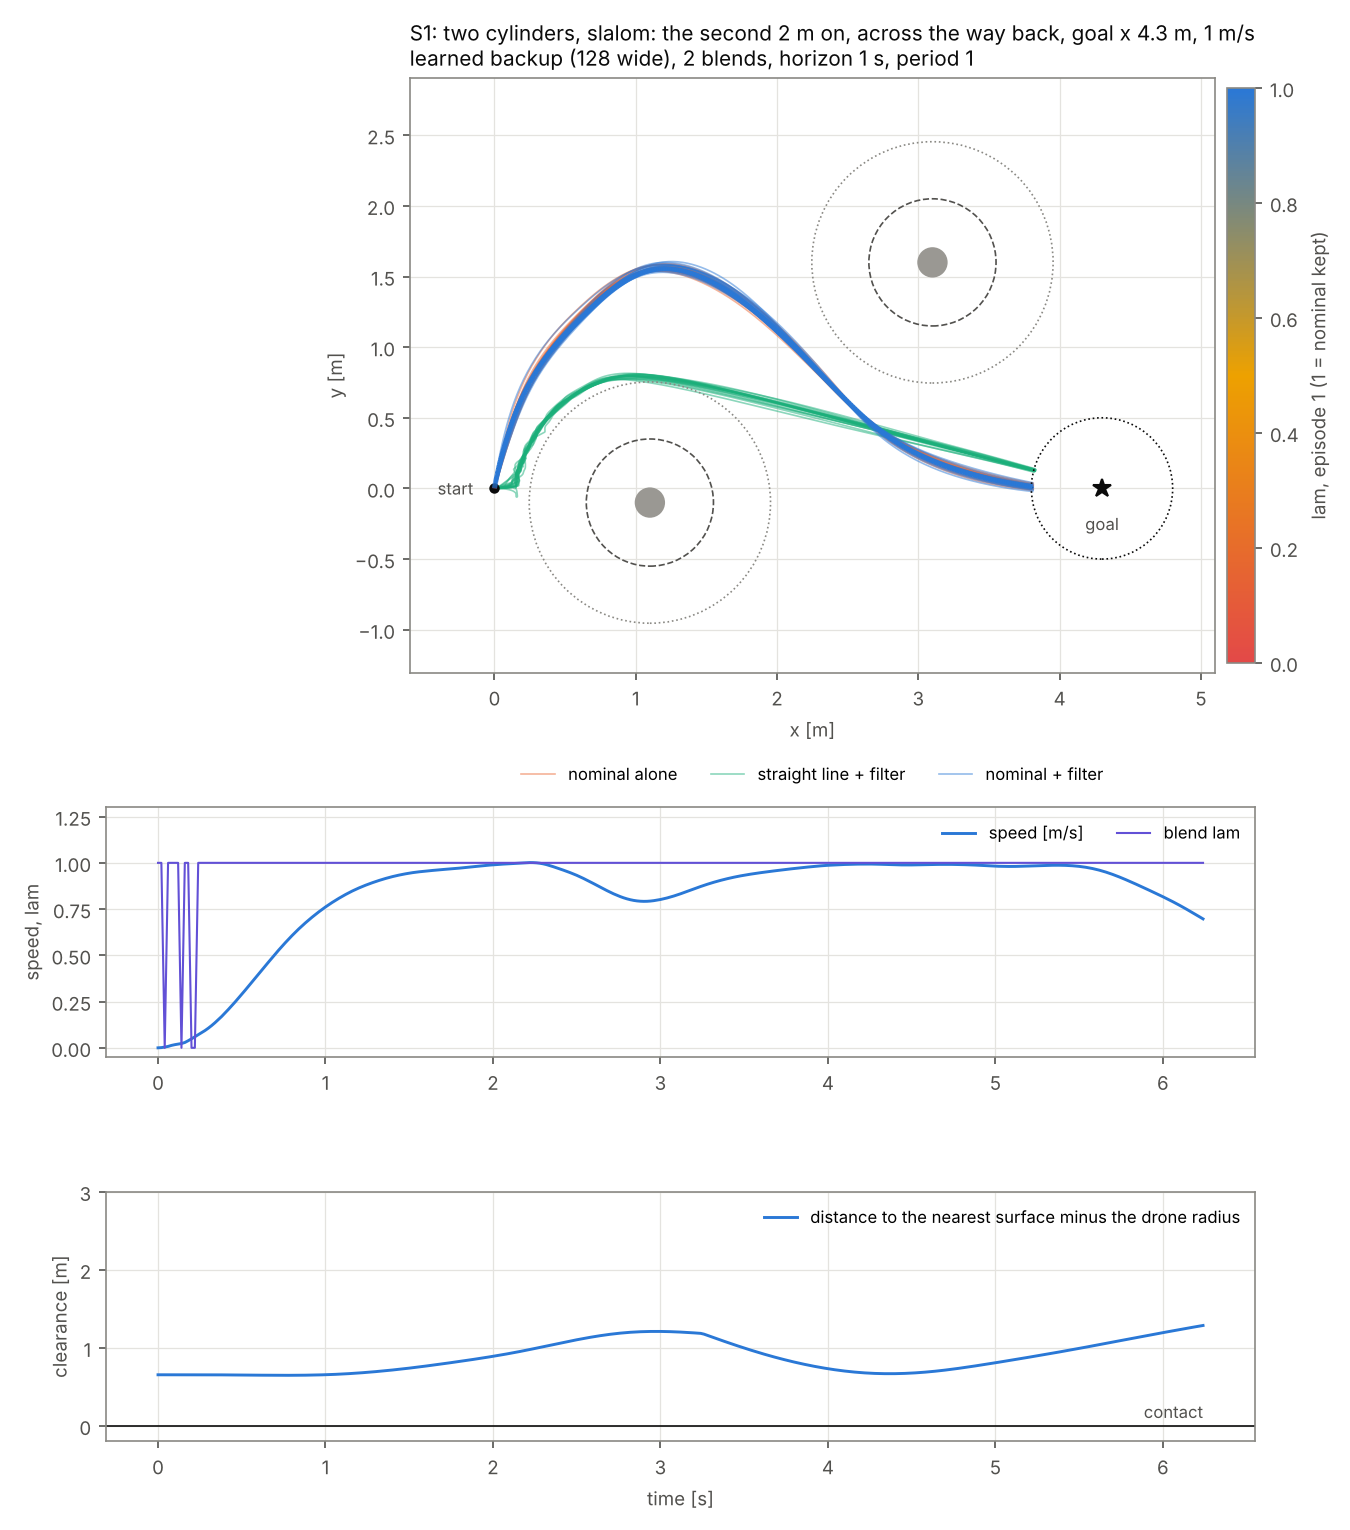 S1: two cylinders, slalom: the second 2 m on, across the way back, goal x 4.3 m, 1 m/s
learned backup (128 wide), 2 blends, horizon 1 s, period 1
2.5
2.0
1.5
1.0
0.5
0.0
−0.5
−1.0
y [m]
start
goal
0
1
2
3
4
5
x [m]
1.0
0.8
0.6
0.4
0.2
0.0
lam, episode 1 (1 = nominal kept)
nominal alone
straight line + filter
nominal + filter
1.25
1.00
0.75
0.50
0.25
0.00
speed, lam
speed [m/s]
blend lam
0
1
2
3
4
5
6
3
2
1
0
clearance [m]
distance to the nearest surface minus the drone radius
contact
0
1
2
3
4
5
6
time [s]